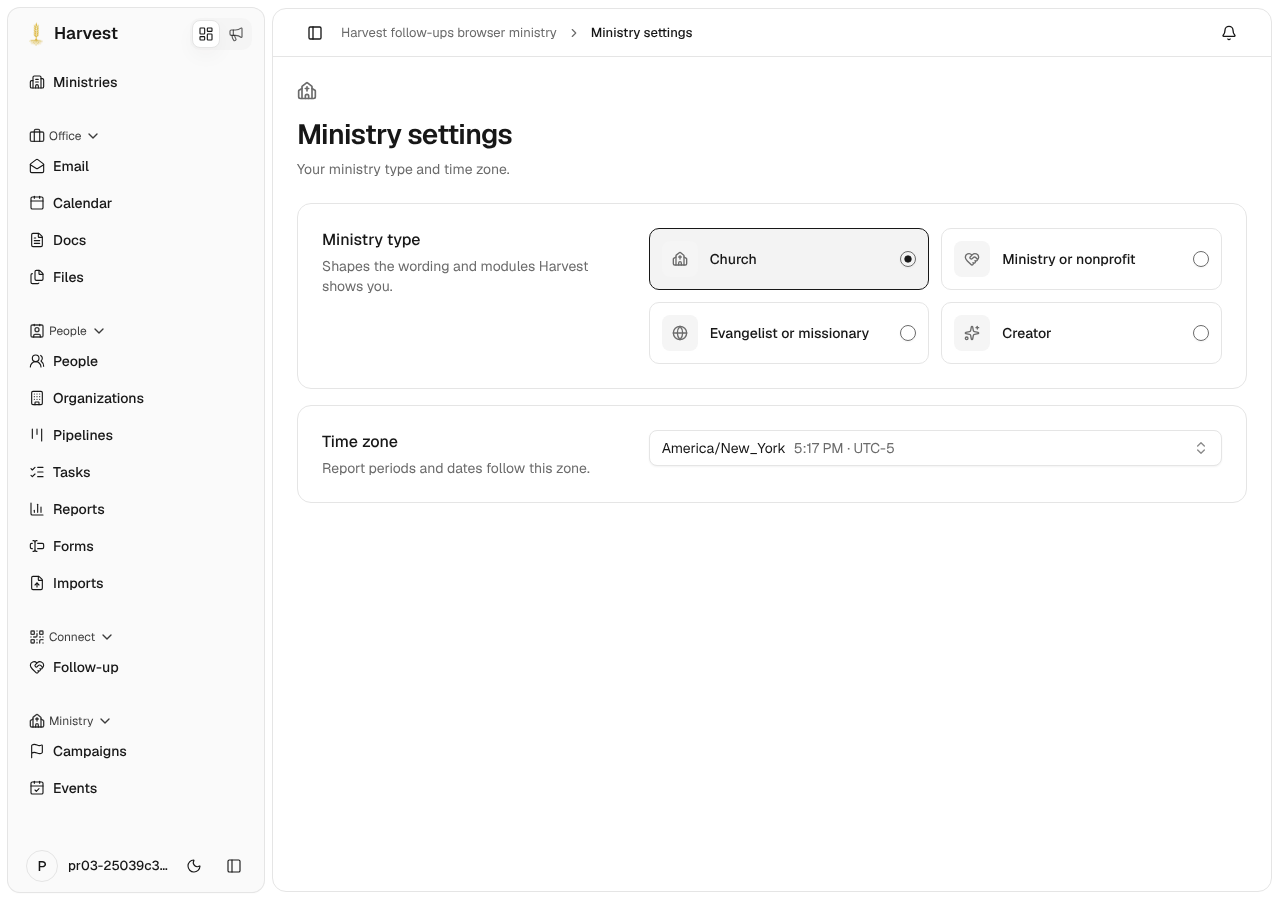 Harvest
Ministries
Office
Email
Calendar
Docs
Files
People
People
Organizations
Pipelines
Tasks
Reports
Forms
Imports
Connect
Follow-up
Ministry
Campaigns
Events
P pr03-25039c3...
Harvest follow-ups browser ministry > Ministry settings
Ministry settings
Your ministry type and time zone.
Ministry type
Shapes the wording and modules Harvest
shows you.
Church
Ministry or nonprofit
Evangelist or missionary
Creator
Time zone
Report periods and dates follow this zone.
America/New_York 5:17 PM · UTC-5